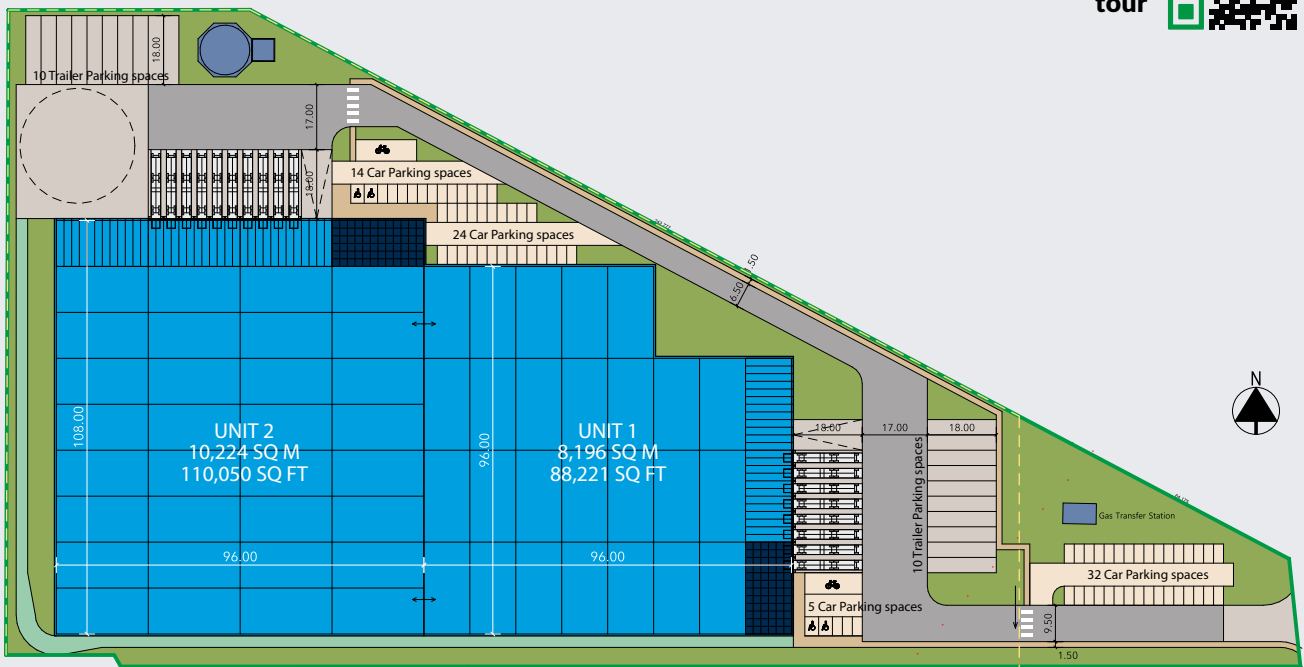 tour
18.00
10 Trailer Parking spaces
17.00
18.00
14 Car Parking spaces
24 Car Parking spaces
1.50
6.50
N
108.00
UNIT 2
10,224 SQ M
110,050 SQ FT
96.00
UNIT 1
8,196 SQ M
88,221 SQ FT
18.00
17.00
18.00
10 Trailer Parking spaces
Gas Transfer Station
96.00
96.00
32 Car Parking spaces
5 Car Parking spaces
9.50
1.50